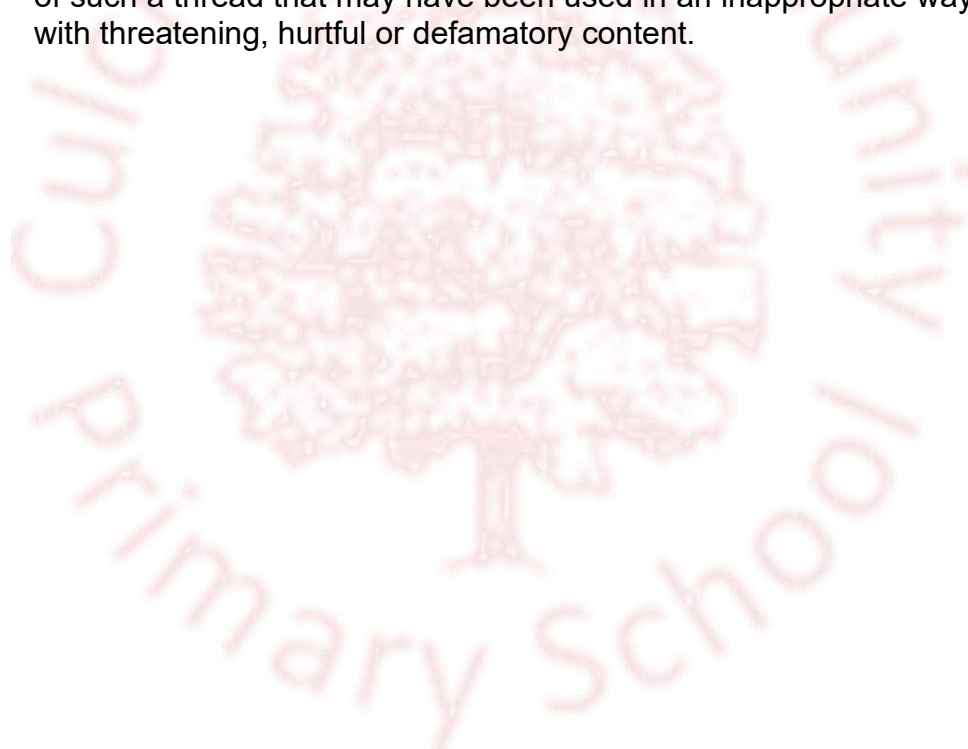 of such a thread that may have been used in an inappropriate way
with threatening, hurtful or defamatory content.
unity
Primary School